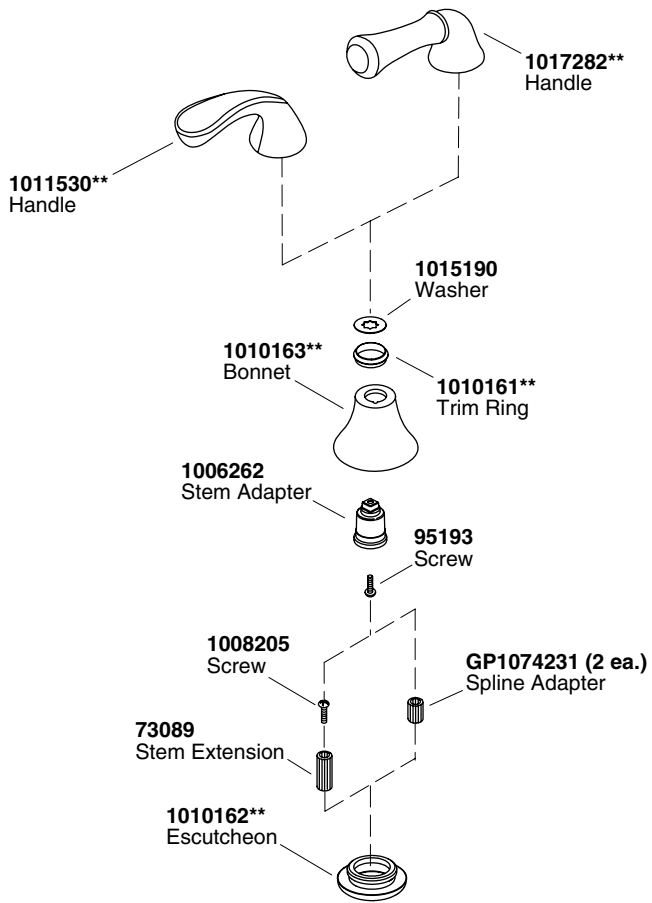 1017282**
Handle
1011530**
Handle
1015190
Washer
1010163**
Bonnet
1010161**
Trim Ring
1006262
Stem Adapter
95193
Screw
1008205
Screw
GP1074231 (2 ea.)
Spline Adapter
73089
Stem Extension
1010162**
Escutcheon